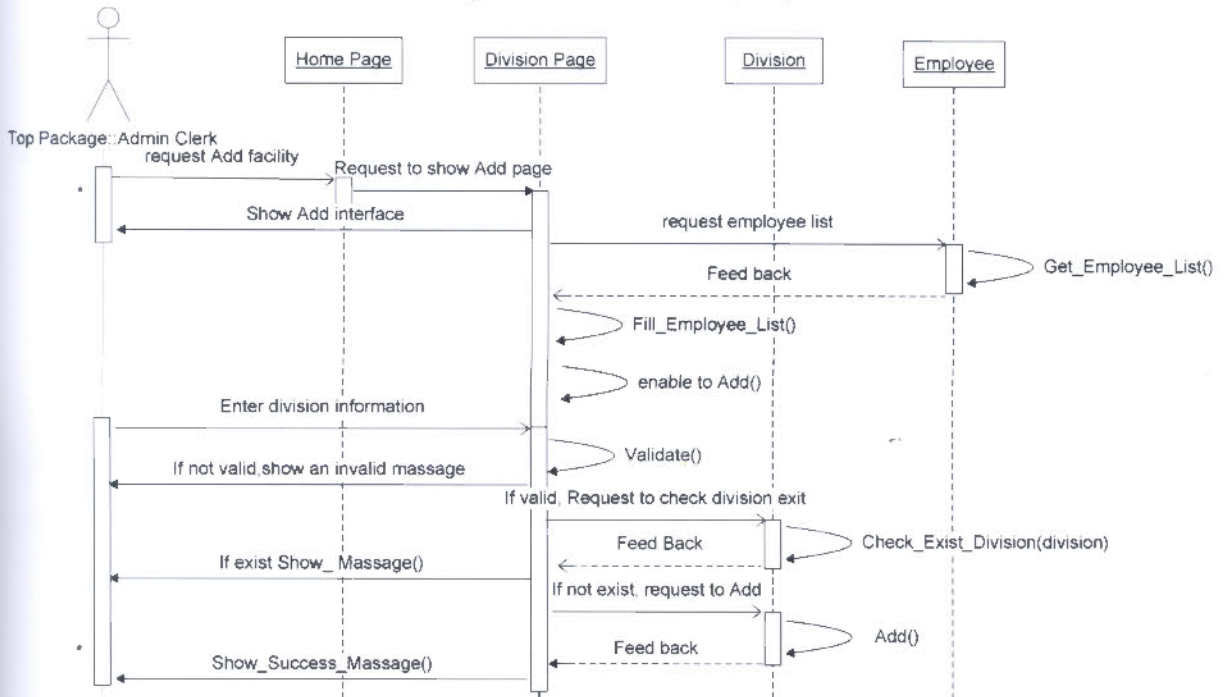 Home Page
Division Page
Division
Employee
Top Package::Admin Clerk
request Add facility
Request to show Add page
Show Add interface
request employee list
Get_Employee_List()
Feed back
Fill_Employee_List()
enable to Add()
Enter division information
Validate()
If not valid,show an invalid massage
If valid, Request to check division exit
Feed Back
Check_Exist_Division(division)
If exist Show_ Massage()
If not exist, request to Add
Add()
Feed back
Show_Success_Massage()